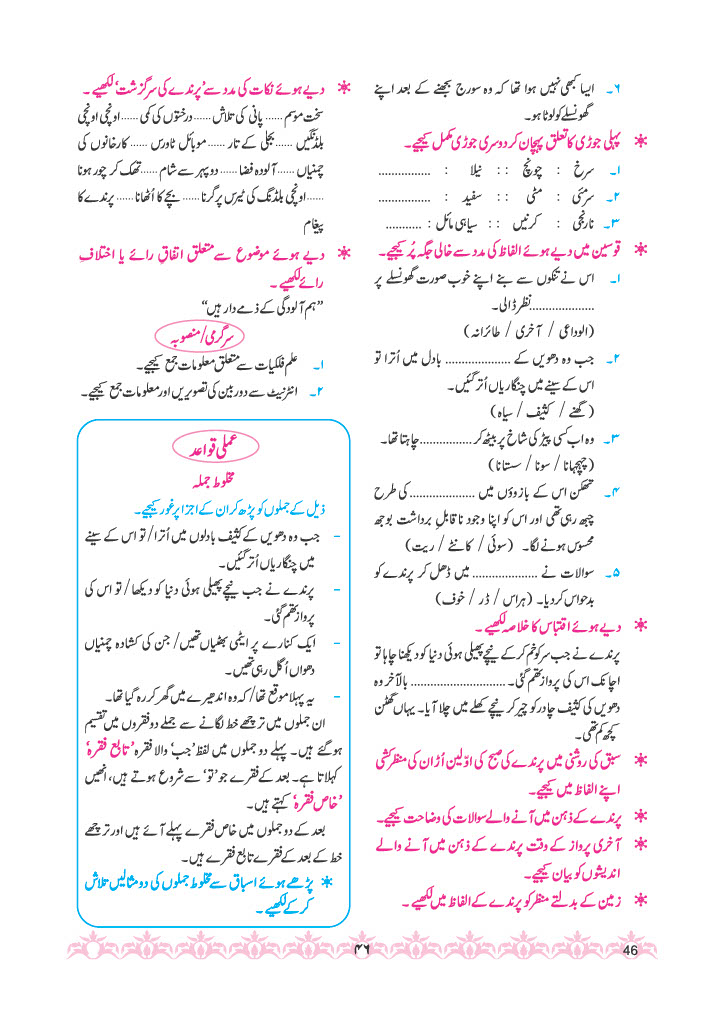 ۶۔ ایسا کبھی نہیں ہوا تھا کہ وہ سورج بجھنے کے بعد اپنے
گھونسلے کو لوٹا ہو۔
* پہلی جوڑی کا تعلق پہچان کر دوسری جوڑی مکمل کیجیے۔
۱۔ سرخ : چونچ :: نیلا : ...............
۲۔ سرمئی : مٹی :: سفید : ...............
۳۔ نارنجی : کرنیں :: سیاہی مائل : ...........
* قوسین میں دیے ہوئے الفاظ کی مدد سے خالی جگہ پُر کیجیے۔
۱۔ اس نے تنکوں سے بنے اپنے خوب صورت گھونسلے پر
.................... نظر ڈالی۔
(الوداعی / آخری / طائرانہ)
۲۔ جب وہ دھویں کے .................... بادل میں اُترا تو
اس کے سینے میں چنگاریاں اُتر گئیں۔
(گھنے / کثیف / سیاہ)
۳۔ وہ اب کسی پیڑ کی شاخ پر بیٹھ کر ................ چاہتا تھا۔
(چہچہانا / سونا / سستانا)
۴۔ تھکن اس کے بازوؤں میں .................... کی طرح
چبھ رہی تھی اور اس کو اپنا وجود ناقابلِ برداشت بوجھ
محسوس ہونے لگا۔ (سوئی / کانٹے / ریت)
۵۔ سوالات نے .................... میں ڈھل کر پرندے کو
بدحواس کردیا۔ (ہراس / ڈر / خوف)
* دیے ہوئے اقتباس کا خلاصہ لکھیے۔
پرندے نے جب سر کو خم کرکے نیچے پھیلی ہوئی دنیا کو دیکھنا چاہا تو
اچانک اس کی پرواز تھم گئی۔ ............................ بالآخر وہ
دھویں کی کثیف چادر کو چیر کر نیچے کھلے میں چلا آیا۔ یہاں گھٹن
کچھ کم تھی۔
* سبق کی روشنی میں پرندے کی صبح کی اوّلین اُڑان کی منظر کشی
اپنے الفاظ میں کیجیے۔
* پرندے کے ذہن میں آنے والے سوالات کی وضاحت کیجیے۔
* آخری پرواز کے وقت پرندے کے ذہن میں آنے والے
اندیشوں کو بیان کیجیے۔
* زمین کے بدلتے منظر کو پرندے کے الفاظ میں لکھیے۔
* دیے ہوئے نکات کی مدد سے 'پرندے کی سرگزشت' لکھیے۔
سخت موسم ...... پانی کی تلاش ...... درختوں کی کمی ...... اونچی اونچی
بلڈنگیں ...... بجلی کے تار ...... موبائل ٹاورس ...... کارخانوں کی
چمنیاں ...... آلودہ فضا ...... دوپہر سے شام ...... تھک کر چور ہونا
...... اونچی بلڈنگ کی ٹیرس پر گرنا ...... بچے کا اُٹھانا ...... پرندے کا
پیغام
* دیے ہوئے موضوع سے متعلق اتفاقِ رائے یا اختلافِ
رائے لکھیے۔
"ہم آلودگی کے ذمے دار ہیں"
سرگرمی/منصوبہ
۱۔ علم فلکیات سے متعلق معلومات جمع کیجیے۔
۲۔ انٹرنیٹ سے دوربین کی تصویریں اور معلومات جمع کیجیے۔
عملی قواعد
مخلوط جملہ
ذیل کے جملوں کو پڑھ کر ان کے اجزا پر غور کیجیے۔
- جب وہ دھویں کے کثیف بادلوں میں اُترا/ تو اس کے سینے
میں چنگاریاں اُتر گئیں۔
- پرندے نے جب نیچے پھیلی ہوئی دنیا کو دیکھا/ تو اس کی
پرواز تھم گئی۔
- ایک کنارے پر اینٹی بھٹیاں تھیں/ جن کی کشادہ چمنیاں
دھواں اُگل رہی تھیں۔
- یہ پہلا موقع تھا/ کہ وہ اندھیرے میں گھر کر رہ گیا تھا۔
ان جملوں میں ترچھے خط لگانے سے جملے دو فقروں میں تقسیم
ہو گئے ہیں۔ پہلے دو جملوں میں لفظ 'جب' والا فقرہ 'تابع فقرہ'
کہلاتا ہے۔ بعد کے فقرے جو 'تو' سے شروع ہوتے ہیں، انھیں
'خاص فقرہ' کہتے ہیں۔
بعد کے دو جملوں میں خاص فقرے پہلے آئے ہیں اور ترچھے
خط کے بعد کے فقرے تابع فقرے ہیں۔
* پڑھے ہوئے اسباق سے مخلوط جملوں کی دو مثالیں تلاش
کرکے لکھیے۔
۴۶
46